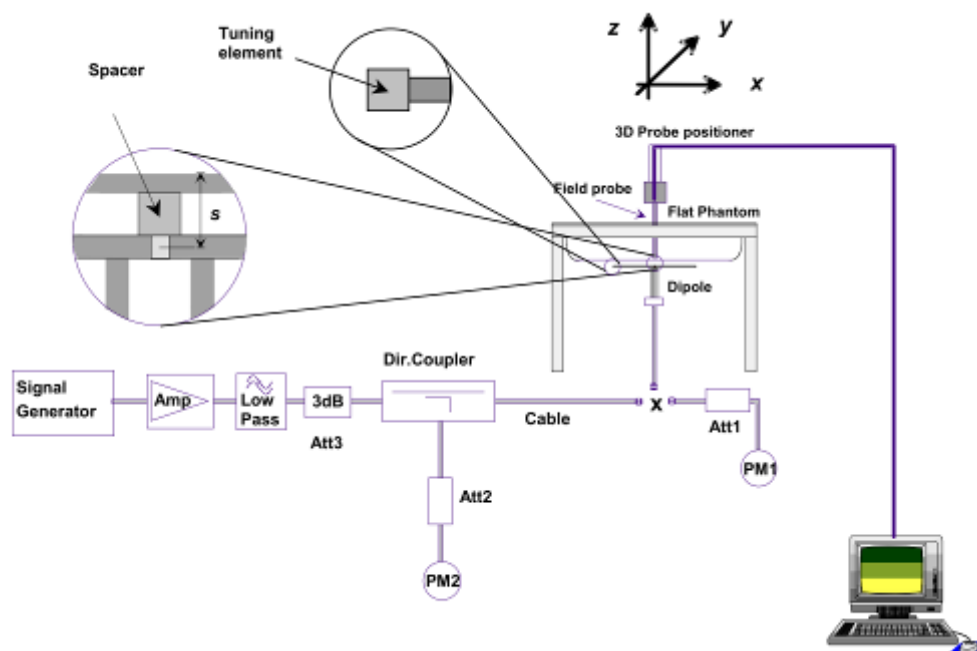 Tuning
element
Spacer
s
z
y
x
3D Probe positioner
Field probe
Flat Phantom
Dipole
Dir.Coupler
Signal
Generator
Amp
Low
Pass
3dB
Att3
Cable
x
Att1
PM1
Att2
PM2